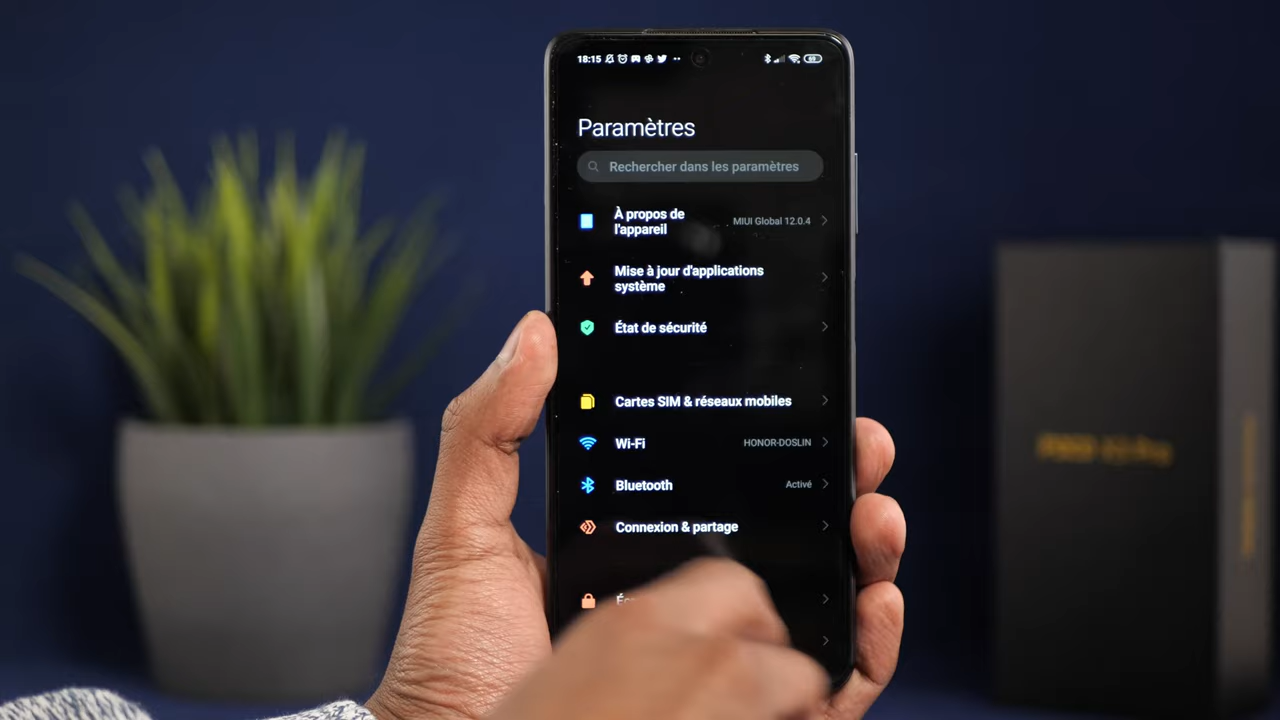 18:15
69
Paramètres
Rechercher dans les paramètres
À propos de
l'appareil
MIUI Global 12.0.4
Mise à jour d'applications
système
État de sécurité
Cartes SIM & réseaux mobiles
Wi-Fi
HONOR-DOSLIN
Bluetooth
Activé
Connexion & partage